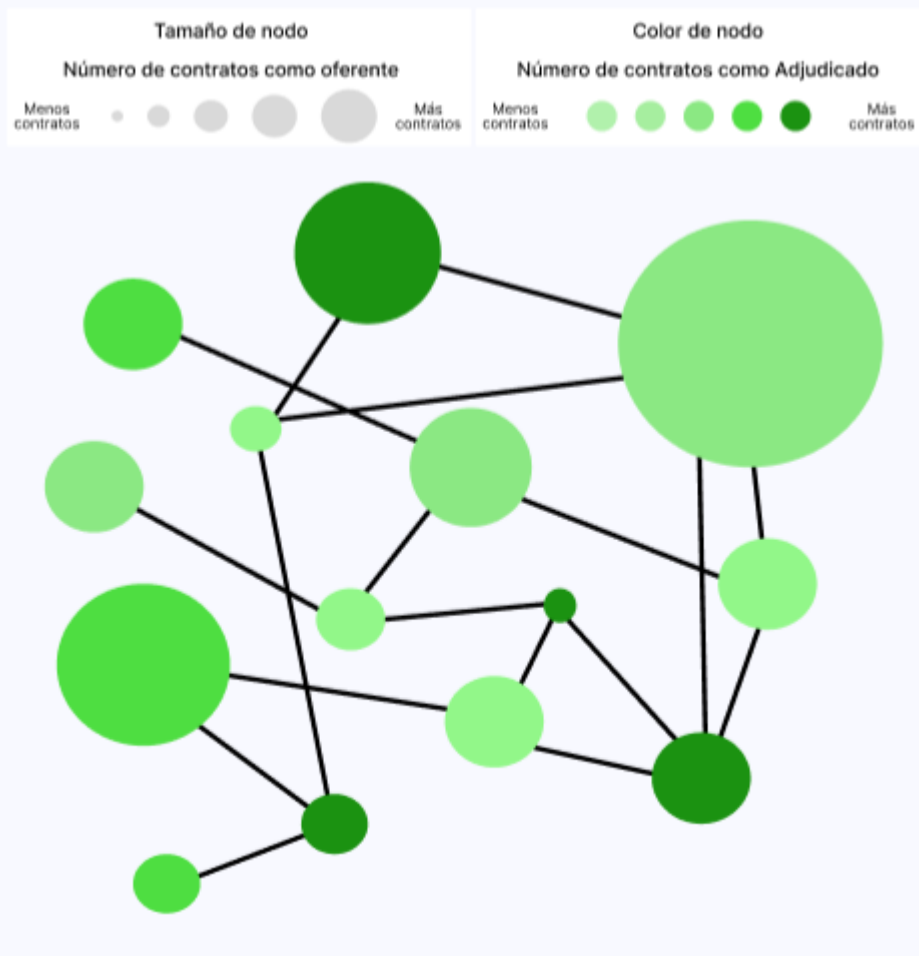 Tamaño de nodo
Número de contratos como oferente
Menos
contratos
Más
contratos
Color de nodo
Número de contratos como Adjudicado
Menos
contratos
Más
contratos